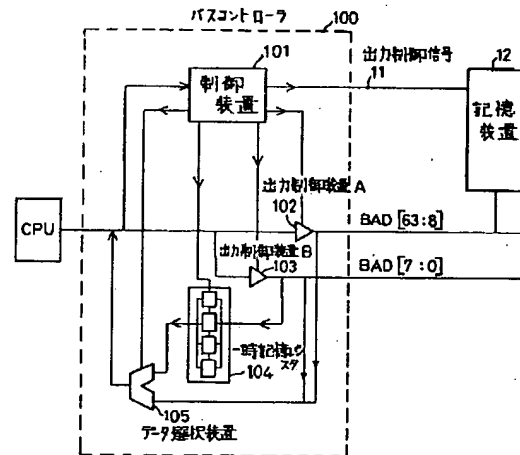 バスコントローラ
100
101
制御
装置
出力制御信号
11
12
記憶
装置
出力制御装置A
102
CPU
BAD [63:8]
出力制御装置B
103
BAD [7:0]
一時記憶レジ
スタ
104
105
データ選択装置